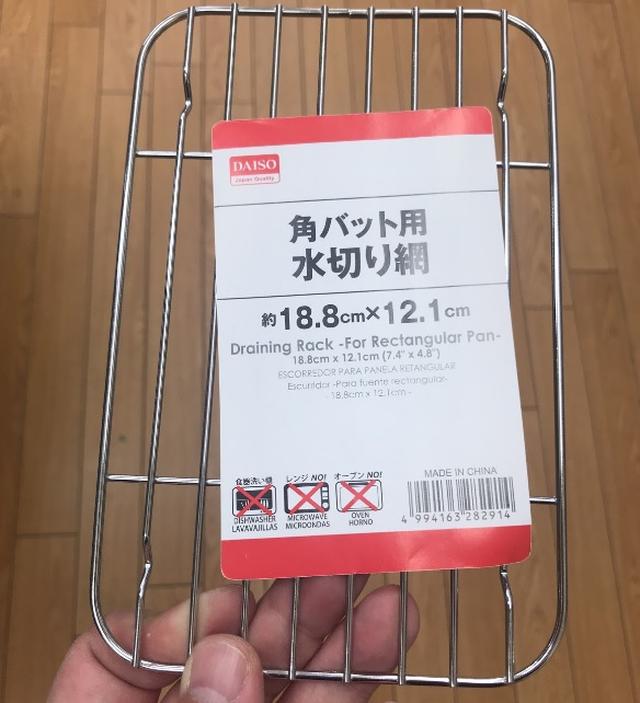 DAISO
Japan Quality
角バット用
水切り網
約18.8cm×12.1cm
Draining Rack -For Rectangular Pan-
18.8cm x 12.1cm (7.4" x 4.8")
ESCORREDOR PARA PANELA RETANGULAR
Escurridor -Para fuente rectangular-
- 18.8cm x 12.1cm -
食器洗い機
DISHWASHER
LAVAVAJILLAS
レンジ NO!
MICROWAVE
MICROONDAS
オーブン NO!
OVEN
HORNO
MADE IN CHINA
4 994163 282914